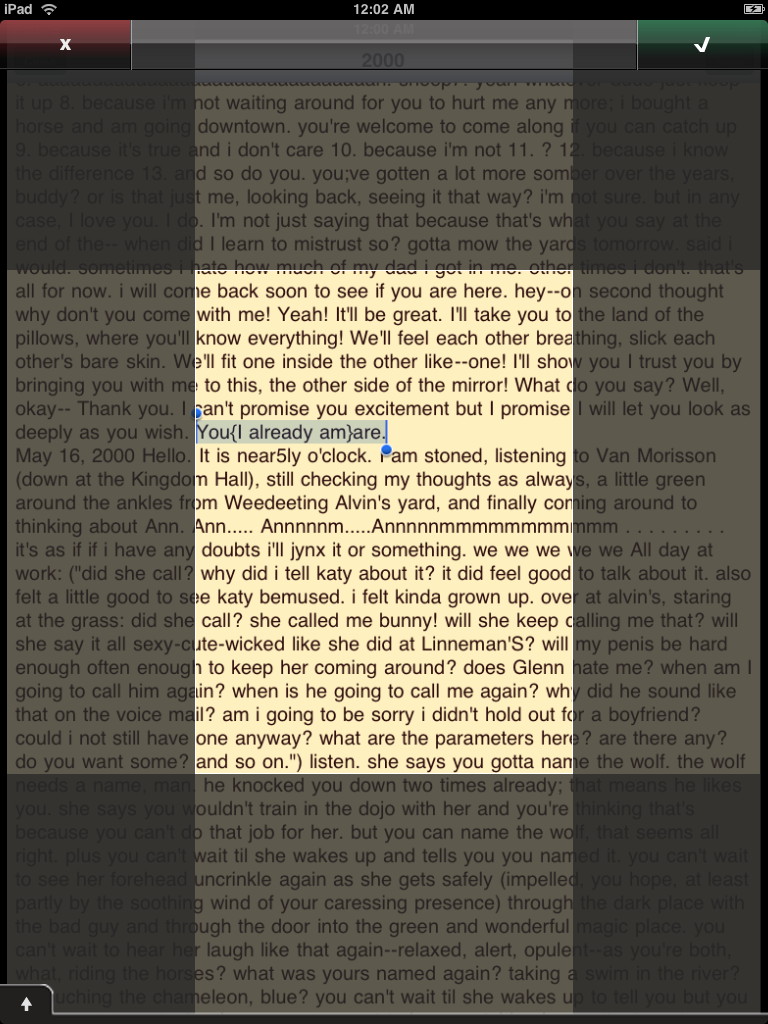 iPad 12:02 AM
x
12:00 AM
2000
it up 8. because i'm not waiting around for you to hurt me any more; i bought a
horse and am going downtown. you're welcome to come along if you can catch up
9. because it's true and i don't care 10. because i'm not 11. ? 12. because i know
the difference 13. and so do you. you;ve gotten a lot more somber over the years,
buddy? or is that just me, looking back, seeing it that way? i'm not sure. but in any
case. I love you. I do. I'm not just saying that because that's what you say at the
end of the-- when did I learn to mistrust so? gotta mow the yards tomorrow. said i
would. sometimes i hate how much of my dad i got in me. other times i don't. that's
all for now. i will come back soon to see if you are here. hey--on second thought
why don't you come with me! Yeah! It'll be great. I'll take you to the land of the
pillows, where you'll know everything! We'll feel each other breathing, slick each
other's bare skin. We'll fit one inside the other like--one! I'll show you I trust you by
bringing you with me to this, the other side of the mirror! What do you say? Well,
okay-- Thank you. I can't promise you excitement but I promise I will let you look as
deeply as you wish. You{I already am}are.
May 16, 2000 Hello. It is near5ly o'clock. I am stoned, listening to Van Morisson
(down at the Kingdom Hall), still checking my thoughts as always, a little green
around the ankles from Weedeeting Alvin's yard, and finally coming around to
thinking about Ann. Ann..... Annnnnm.....Annnnnmmmmmmmmmm . . . . . . . . .
it's as if if i have any doubts i'll jynx it or something. we we we we we All day at
work: ("did she call? why did i tell katy about it? it did feel good to talk about it. also
felt a little good to see katy bemused. i felt kinda grown up. over at alvin's, staring
at the grass: did she call? she called me bunny! will she keep calling me that? will
she say it all sexy-cute-wicked like she did at Linneman'S? will my penis be hard
enough often enough to keep her coming around? does Glenn hate me? when am I
going to call him again? when is he going to call me again? why did he sound like
that on the voice mail? am i going to be sorry i didn't hold out for a boyfriend?
could i not still have one anyway? what are the parameters here? are there any?
do you want some? and so on.") listen. she says you gotta name the wolf. the wolf
needs a name, man. he knocked you down two times already; that means he likes
you. she says you wouldn't train in the dojo with her and you're thinking that's
because you can't do that job for her. but you can name the wolf, that seems all
right. plus you can't wait til she wakes up and tells you you named it. you can't wait
to see her forehead uncrinkle again as she gets safely (impelled, you hope, at least
partly by the soothing wind of your caressing presence) through the dark place with
the bad guy and through the door into the green and wonderful magic place. you
can't wait to hear her laugh like that again--relaxed, alert, opulent--as you're both,
what, riding the horses? what was yours named again? taking a swim in the river?
touching the chameleon, blue? you can't wait til she wakes up to tell you but you